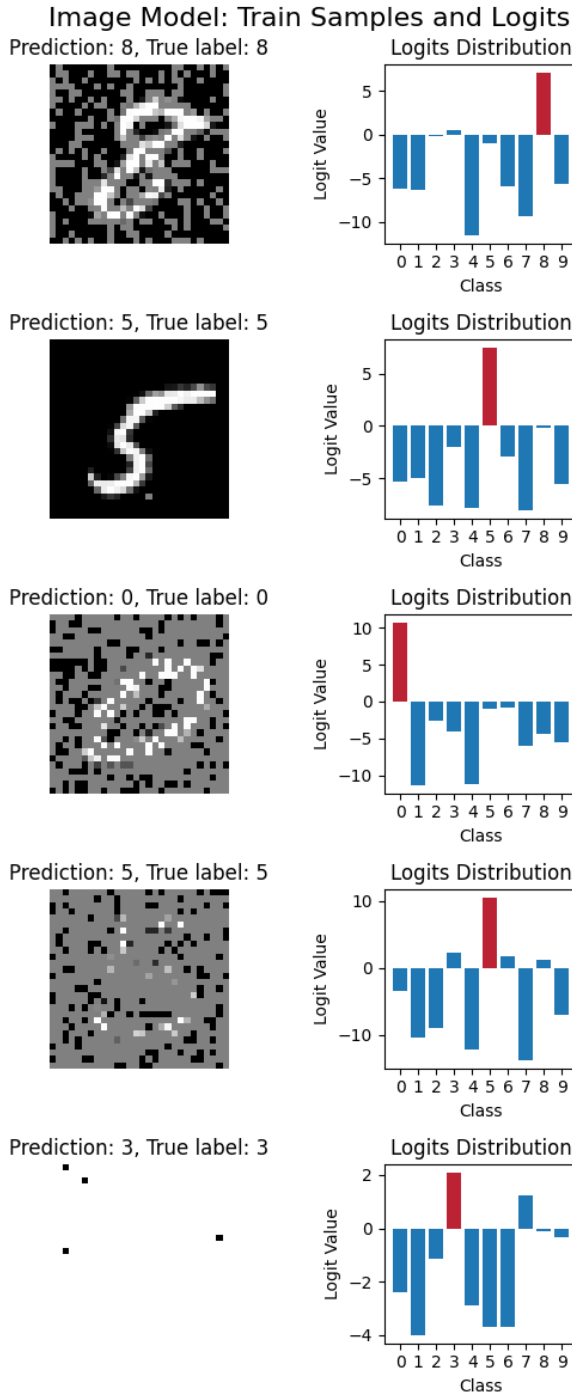 Image Model: Train Samples and Logits
Prediction: 8, True label: 8
Logits Distribution
5
0
−5
−10
Logit Value
0 1 2 3 4 5 6 7 8 9
Class
Prediction: 5, True label: 5
Logits Distribution
5
0
−5
Logit Value
0 1 2 3 4 5 6 7 8 9
Class
Prediction: 0, True label: 0
Logits Distribution
10
5
0
−5
−10
Logit Value
0 1 2 3 4 5 6 7 8 9
Class
Prediction: 5, True label: 5
Logits Distribution
10
0
−10
Logit Value
0 1 2 3 4 5 6 7 8 9
Class
Prediction: 3, True label: 3
Logits Distribution
2
0
−2
−4
Logit Value
0 1 2 3 4 5 6 7 8 9
Class